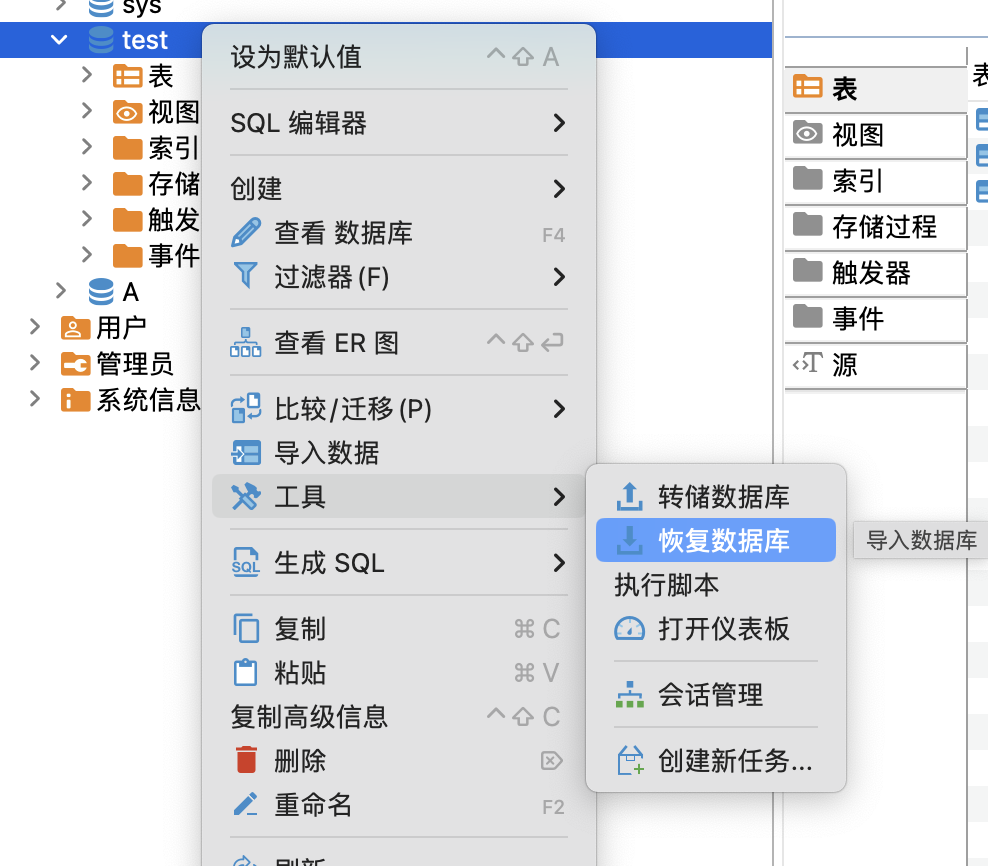 sys
test
表
视图
索引
存储
触发
事件
A
用户
管理员
系统信息
设为默认值 ^⇧ A
SQL 编辑器
创建
查看 数据库 F4
过滤器(F)
查看 ER 图 ^⇧↩
比较/迁移(P)
导入数据
工具
生成 SQL
SQL
复制 ⌘ C
粘贴 ⌘ V
复制高级信息 ^⇧ C
删除 ⌦
重命名 F2
刷新
转储数据库
恢复数据库
执行脚本
打开仪表板
会话管理
创建新任务...
导入数据库
表
视图
索引
存储过程
触发器
事件
源
表